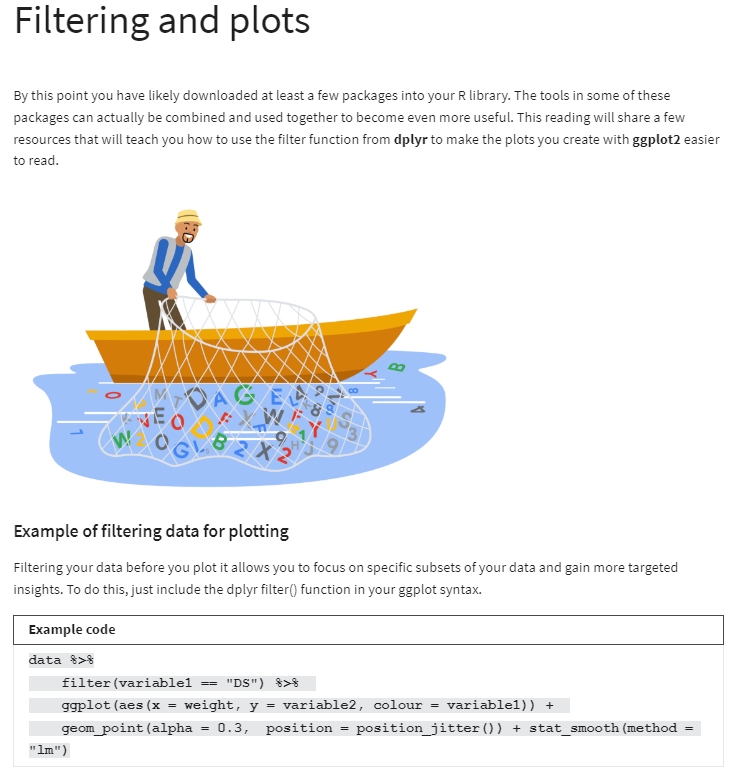 Filtering and plots
By this point you have likely downloaded at least a few packages into your R library. The tools in some of these
packages can actually be combined and used together to become even more useful. This reading will share a few
resources that will teach you how to use the filter function from dplyr to make the plots you create with ggplot2 easier
to read.
Example of filtering data for plotting
Filtering your data before you plot it allows you to focus on specific subsets of your data and gain more targeted
insights. To do this, just include the dplyr filter() function in your ggplot syntax.
Example code
data %>%
filter(variable1 == "DS") %>%
ggplot(aes(x = weight, y = variable2, colour = variable1)) +
geom_point(alpha = 0.3, position = position_jitter()) + stat_smooth(method =
"lm")